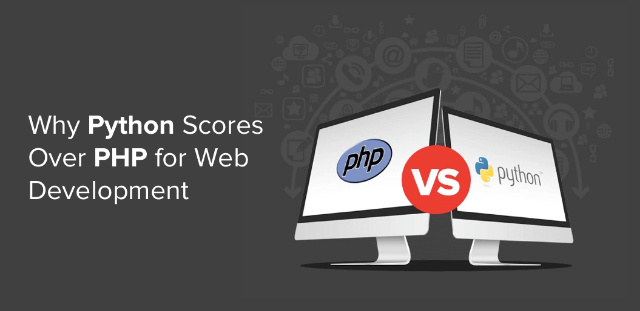 Why Python Scores
Over PHP for Web
Development
php
VS
python